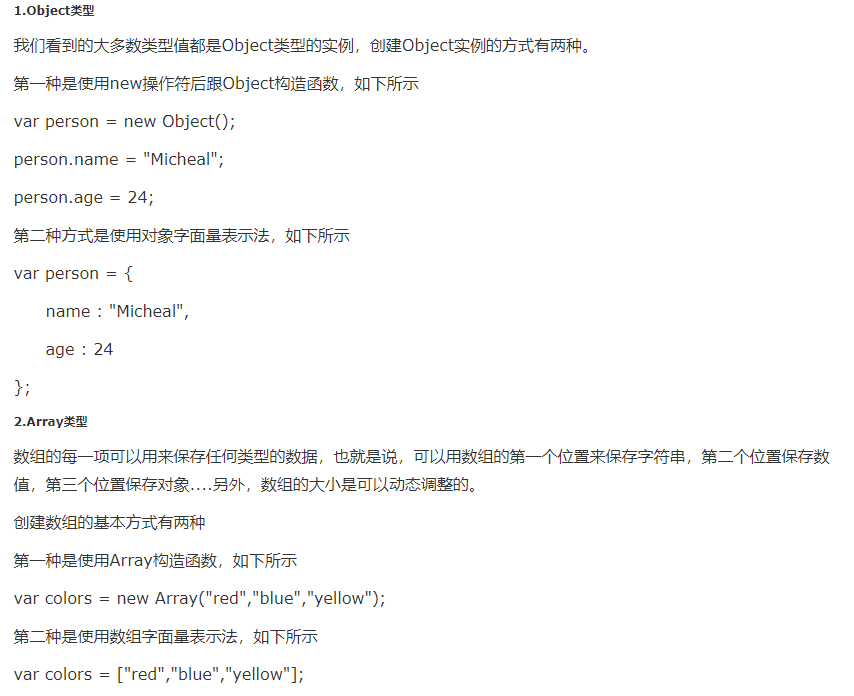 1.Object类型
我们看到的大多数类型值都是Object类型的实例，创建Object实例的方式有两种。
第一种是使用new操作符后跟Object构造函数，如下所示
var person = new Object();
person.name = "Micheal";
person.age = 24;
第二种方式是使用对象字面量表示法，如下所示
var person = {
name : "Micheal",
age : 24
};
2.Array类型
数组的每一项可以用来保存任何类型的数据，也就是说，可以用数组的第一个位置来保存字符串，第二个位置保存数
值，第三个位置保存对象....另外，数组的大小是可以动态调整的。
创建数组的基本方式有两种
第一种是使用Array构造函数，如下所示
var colors = new Array("red","blue","yellow");
第二种是使用数组字面量表示法，如下所示
var colors = ["red","blue","yellow"];